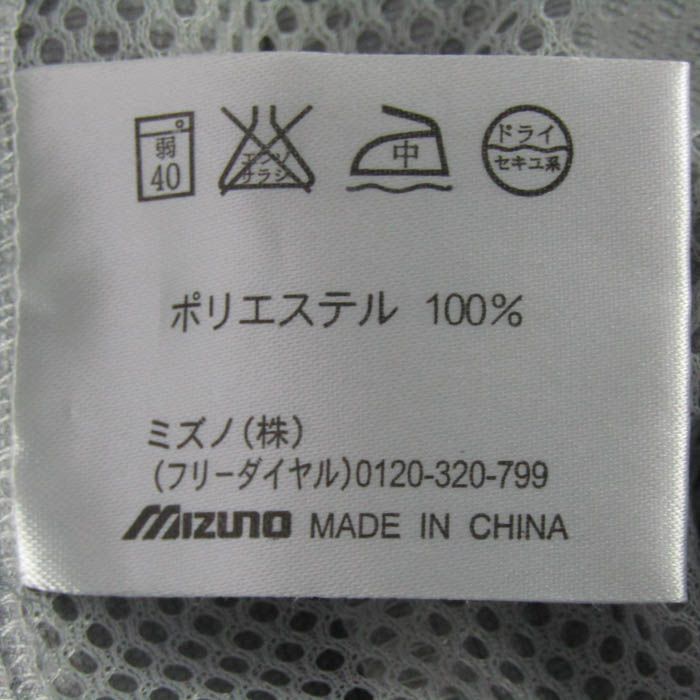 弱 40 エンソサラシ 中 ドライ セキユ系
ポリエステル 100%
ミズノ(株)
(フリーダイヤル)0120-320-799
MIZUNO MADE IN CHINA